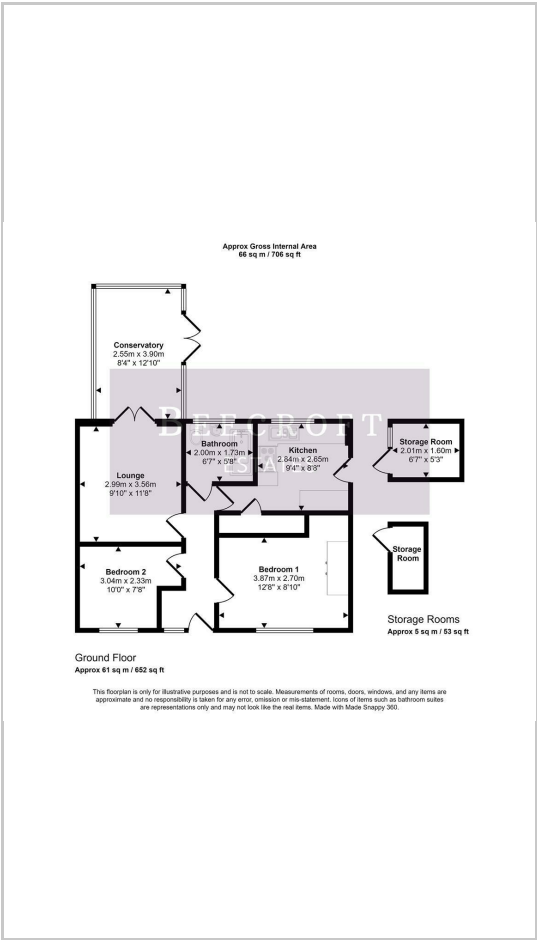 Approx Gross Internal Area
66 sq m / 706 sq ft
Conservatory
2.55m x 3.90m
8'4" x 12'10"
BEECROFT
ESTATES
Bathroom
2.00m x 1.73m
6'7" x 5'8"
Kitchen
2.84m x 2.65m
9'4" x 8'8"
Storage Room
2.01m x 1.60m
6'7" x 5'3"
Lounge
2.99m x 3.56m
9'10" x 11'8"
Bedroom 2
3.04m x 2.33m
10'0" x 7'8"
Bedroom 1
3.87m x 2.70m
12'8" x 8'10"
Storage
Room
Storage Rooms
Approx 5 sq m / 53 sq ft
Ground Floor
Approx 61 sq m / 652 sq ft
This floorplan is only for illustrative purposes and is not to scale. Measurements of rooms, doors, windows, and any items are
approximate and no responsibility is taken for any error, omission or mis-statement. Icons of items such as bathroom suites
are representations only and may not look like the real items. Made with Made Snappy 360.